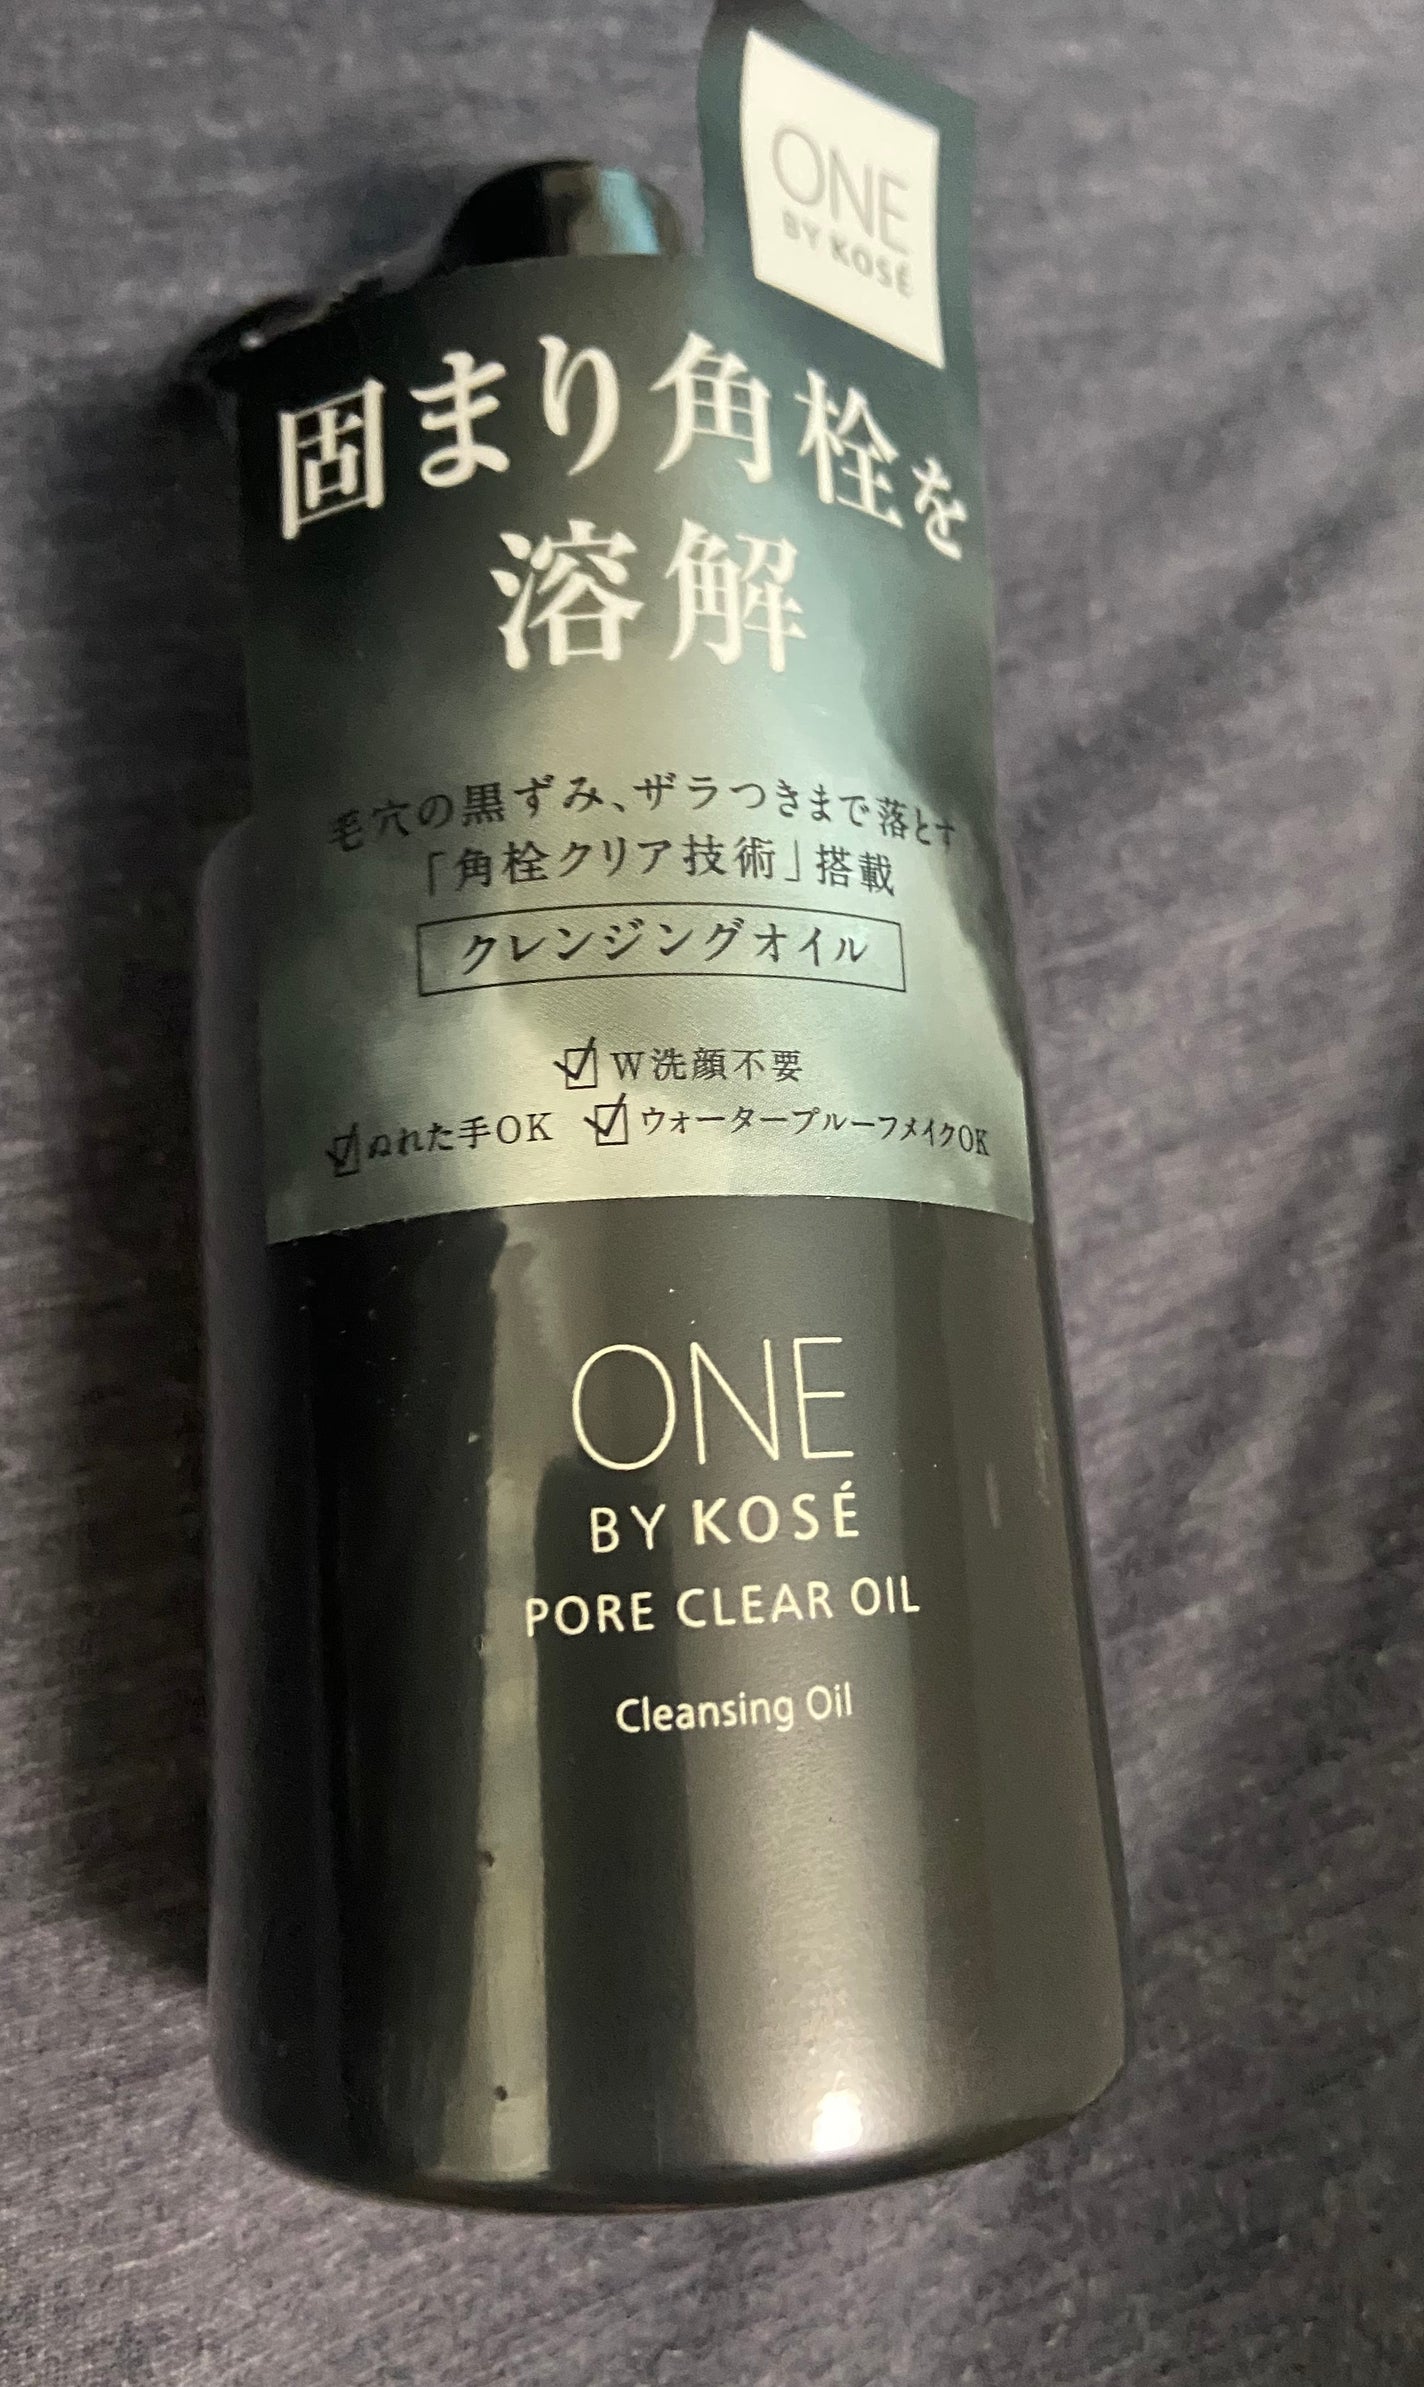 ONE
BY KOSÉ
固まり角栓を
溶解
毛穴の黒ずみ、ザラつきまで落とす
「角栓クリア技術」搭載
クレンジングオイル
W洗顔不要
ぬれた手OK ウォータープルーフメイクOK
ONE
BY KOSÉ
PORE CLEAR OIL
Cleansing Oil